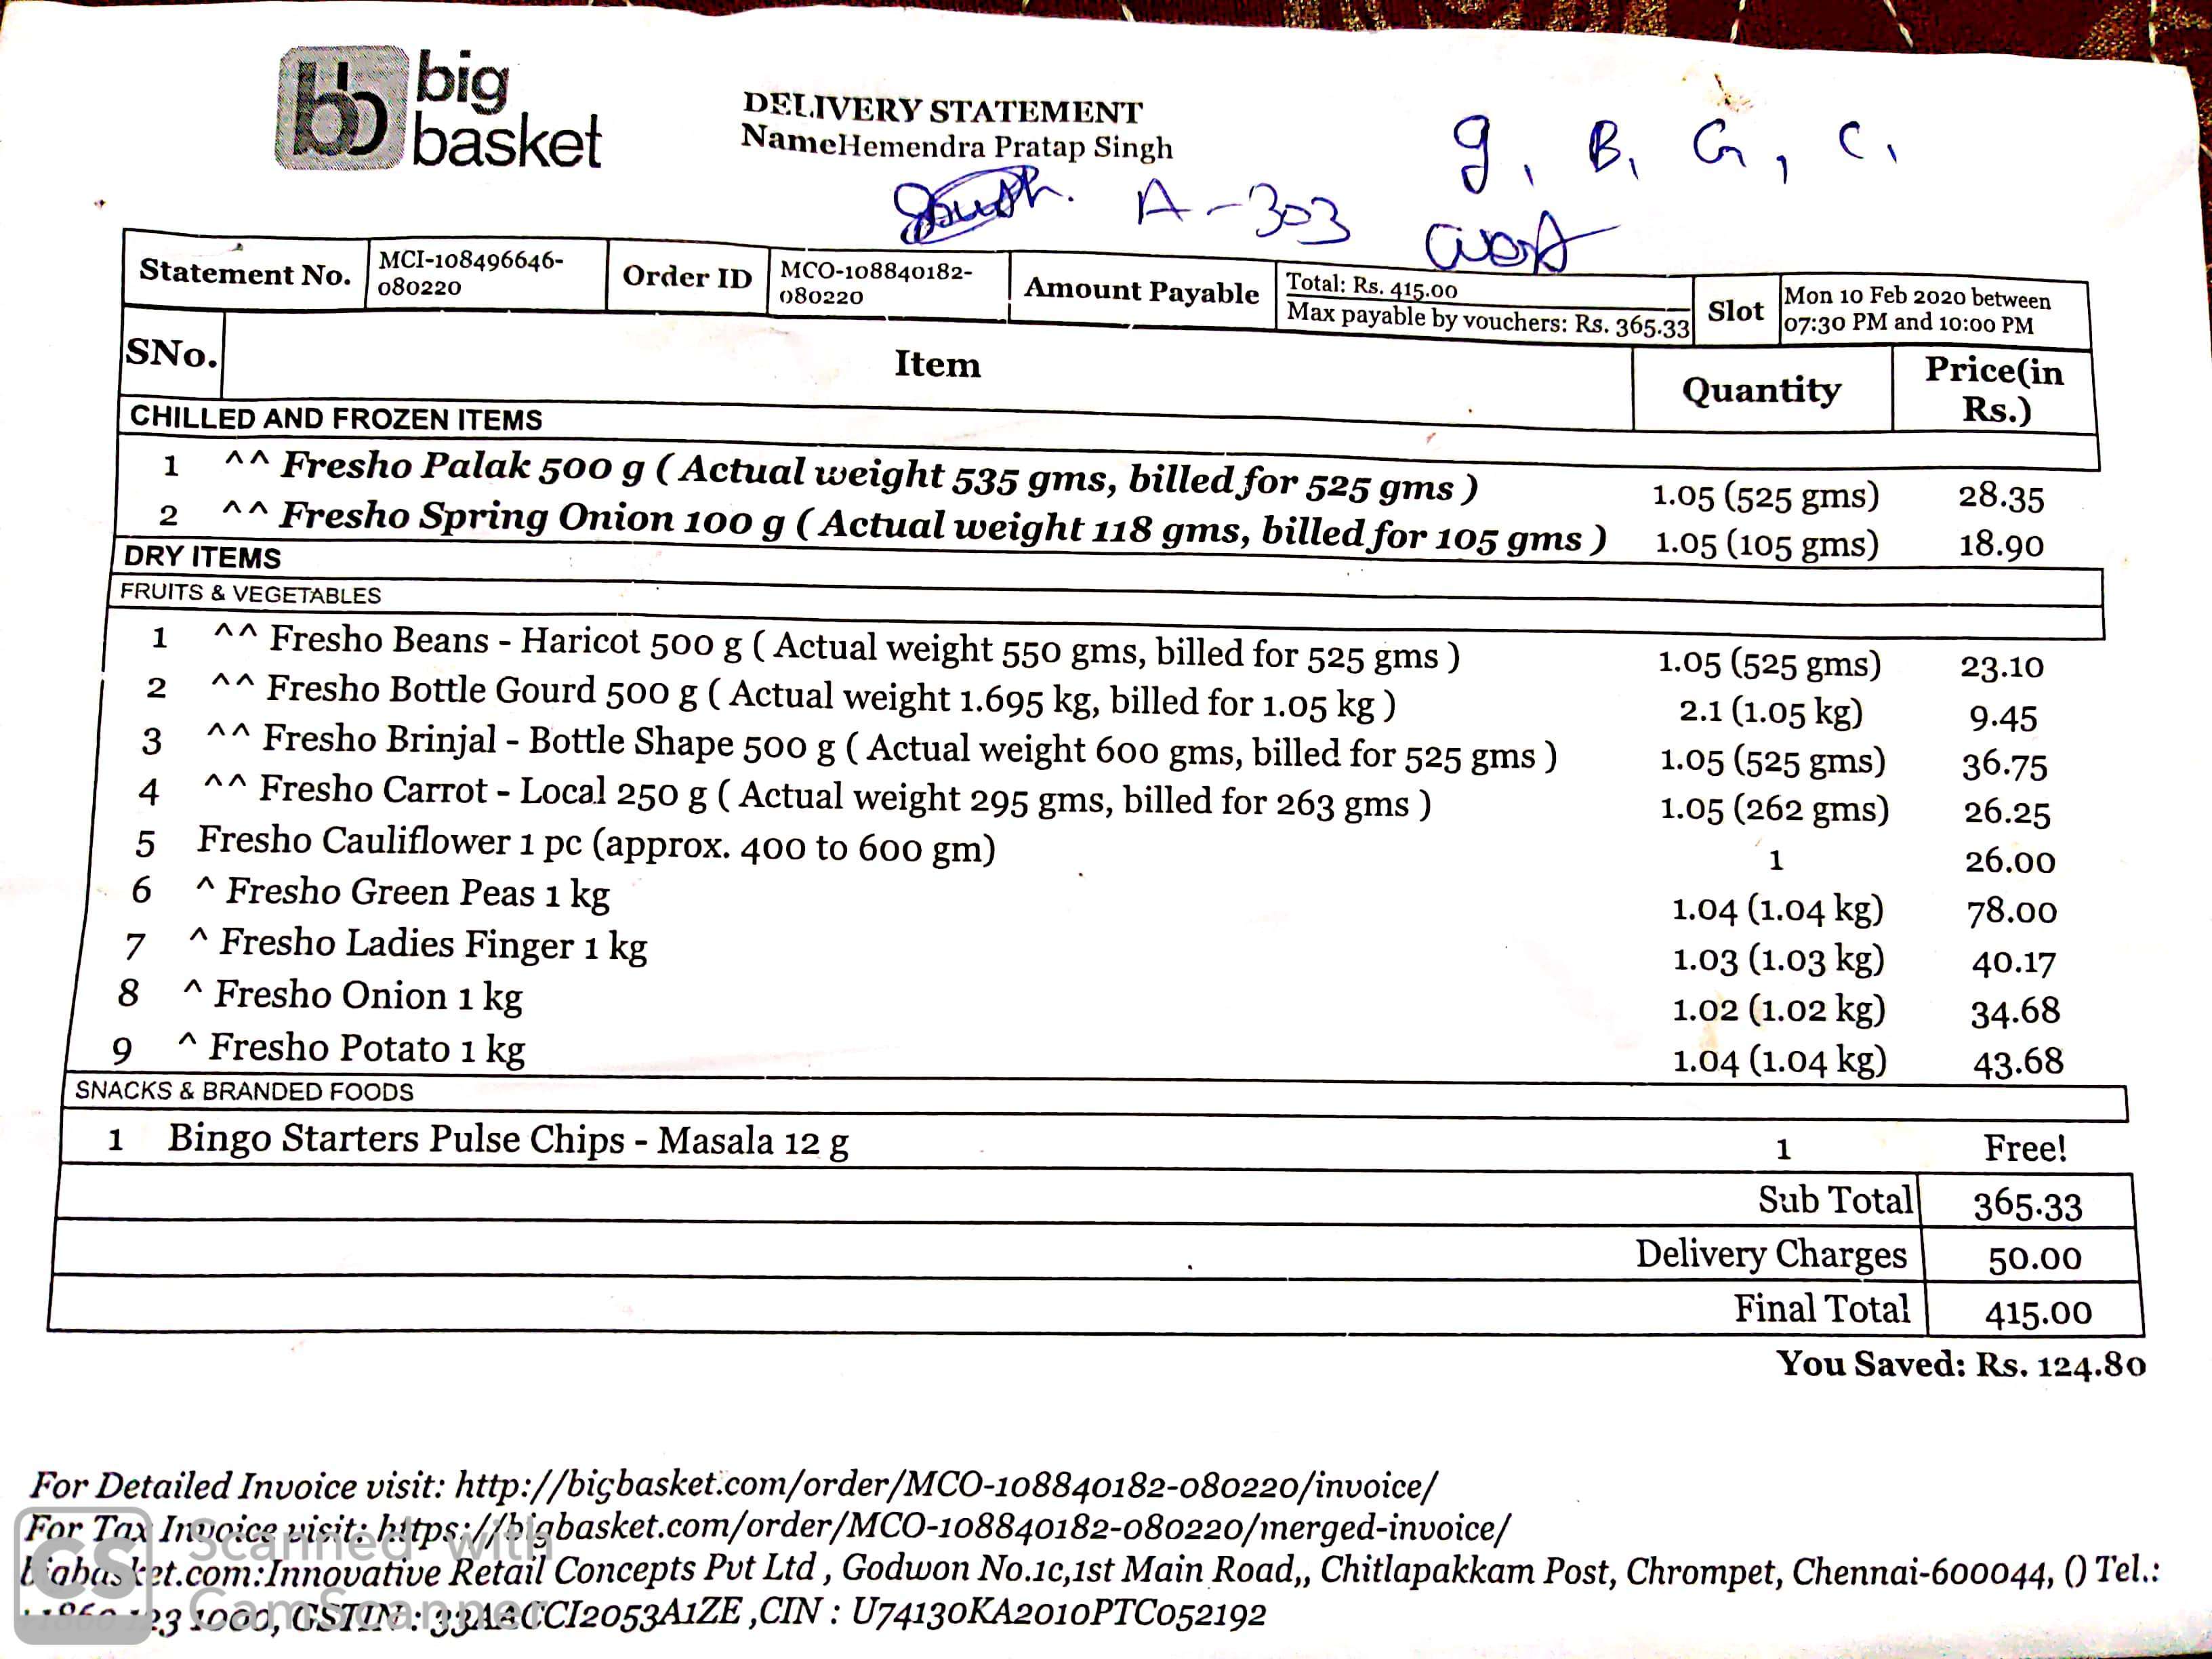 big
basket
DELIVERY STATEMENT
NameHemendra Pratap Singh
g, B, G, C,
A-303
west
Statement No. MCI-108496646-080220 Order ID MCO-108840182-080220 Amount Payable Total: Rs. 415.00 Max payable by vouchers: Rs. 365.33 Slot Mon 10 Feb 2020 between 07:30 PM and 10:00 PM
SNo. Item Quantity Price(in Rs.)
CHILLED AND FROZEN ITEMS
1 ^^ Fresho Palak 500 g ( Actual weight 535 gms, billed for 525 gms ) 1.05 (525 gms) 28.35
2 ^^ Fresho Spring Onion 100 g ( Actual weight 118 gms, billed for 105 gms ) 1.05 (105 gms) 18.90
DRY ITEMS
FRUITS & VEGETABLES
1 ^^ Fresho Beans - Haricot 500 g ( Actual weight 550 gms, billed for 525 gms ) 1.05 (525 gms) 23.10
2 ^^ Fresho Bottle Gourd 500 g ( Actual weight 1.695 kg, billed for 1.05 kg ) 2.1 (1.05 kg) 9.45
3 ^^ Fresho Brinjal - Bottle Shape 500 g ( Actual weight 600 gms, billed for 525 gms ) 1.05 (525 gms) 36.75
4 ^^ Fresho Carrot - Local 250 g ( Actual weight 295 gms, billed for 263 gms ) 1.05 (262 gms) 26.25
5 Fresho Cauliflower 1 pc (approx. 400 to 600 gm) 1 26.00
6 ^ Fresho Green Peas 1 kg 1.04 (1.04 kg) 78.00
7 ^ Fresho Ladies Finger 1 kg 1.03 (1.03 kg) 40.17
8 ^ Fresho Onion 1 kg 1.02 (1.02 kg) 34.68
9 ^ Fresho Potato 1 kg 1.04 (1.04 kg) 43.68
SNACKS & BRANDED FOODS
1 Bingo Starters Pulse Chips - Masala 12 g 1 Free!
Sub Total 365.33
Delivery Charges 50.00
Final Total 415.00
You Saved: Rs. 124.80
For Detailed Invoice visit: http://bigbasket.com/order/MCO-108840182-080220/invoice/
For Tax Invoice visit: https://bigbasket.com/order/MCO-108840182-080220/merged-invoice/
bigbasket.com:Innovative Retail Concepts Pvt Ltd , Godwon No.1c,1st Main Road,, Chitlapakkam Post, Chrompet, Chennai-600044, () Tel.:
1860 123 1000, GSTIN : 33AACCI2053A1ZE ,CIN : U74130KA2010PTC052192
CS Scanned with
CamScanner